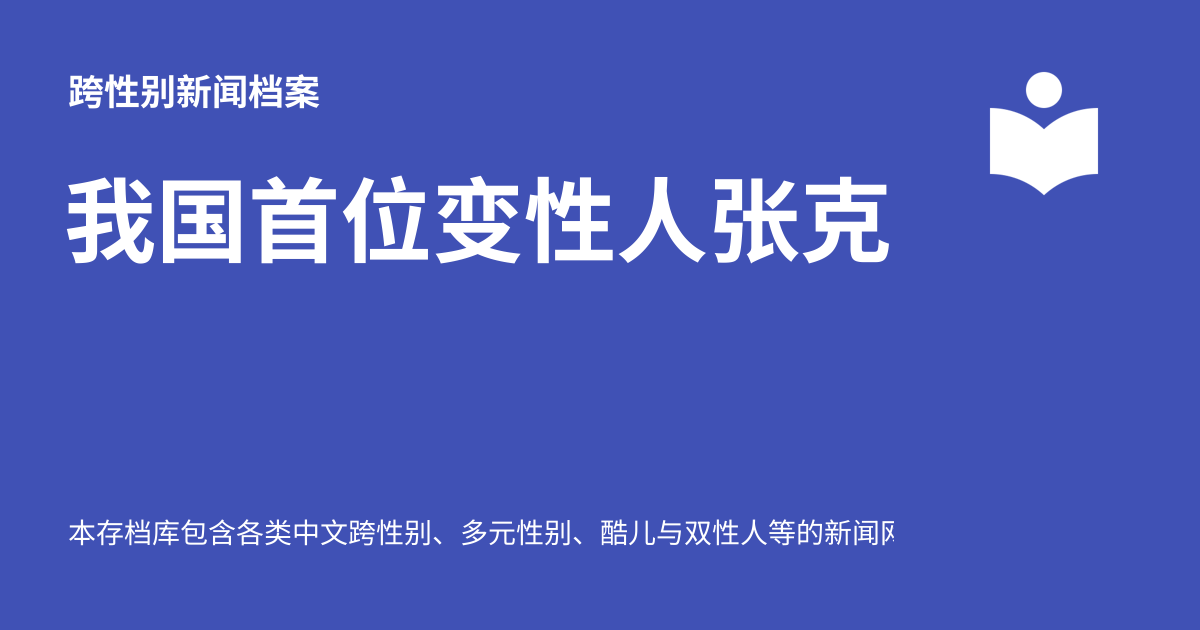 跨性别新闻档案
我国首位变性人张克
本存档库包含各类中文跨性别、多元性别、酷儿与双性人等的新闻